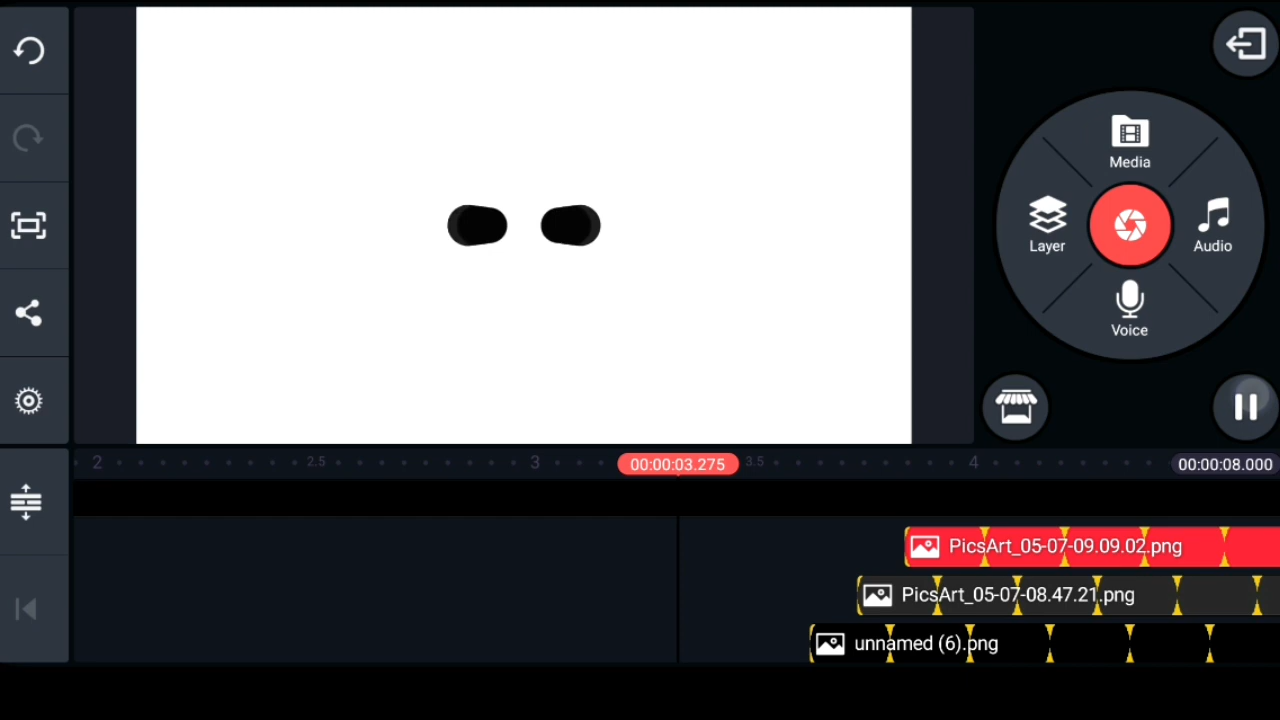 Media
Layer
Audio
Voice
2
2.5
3
00:00:03.275
3.5
4
00:00:08.000
PicsArt_05-07-09.09.02.png
PicsArt_05-07-08.47.21.png
unnamed (6).png